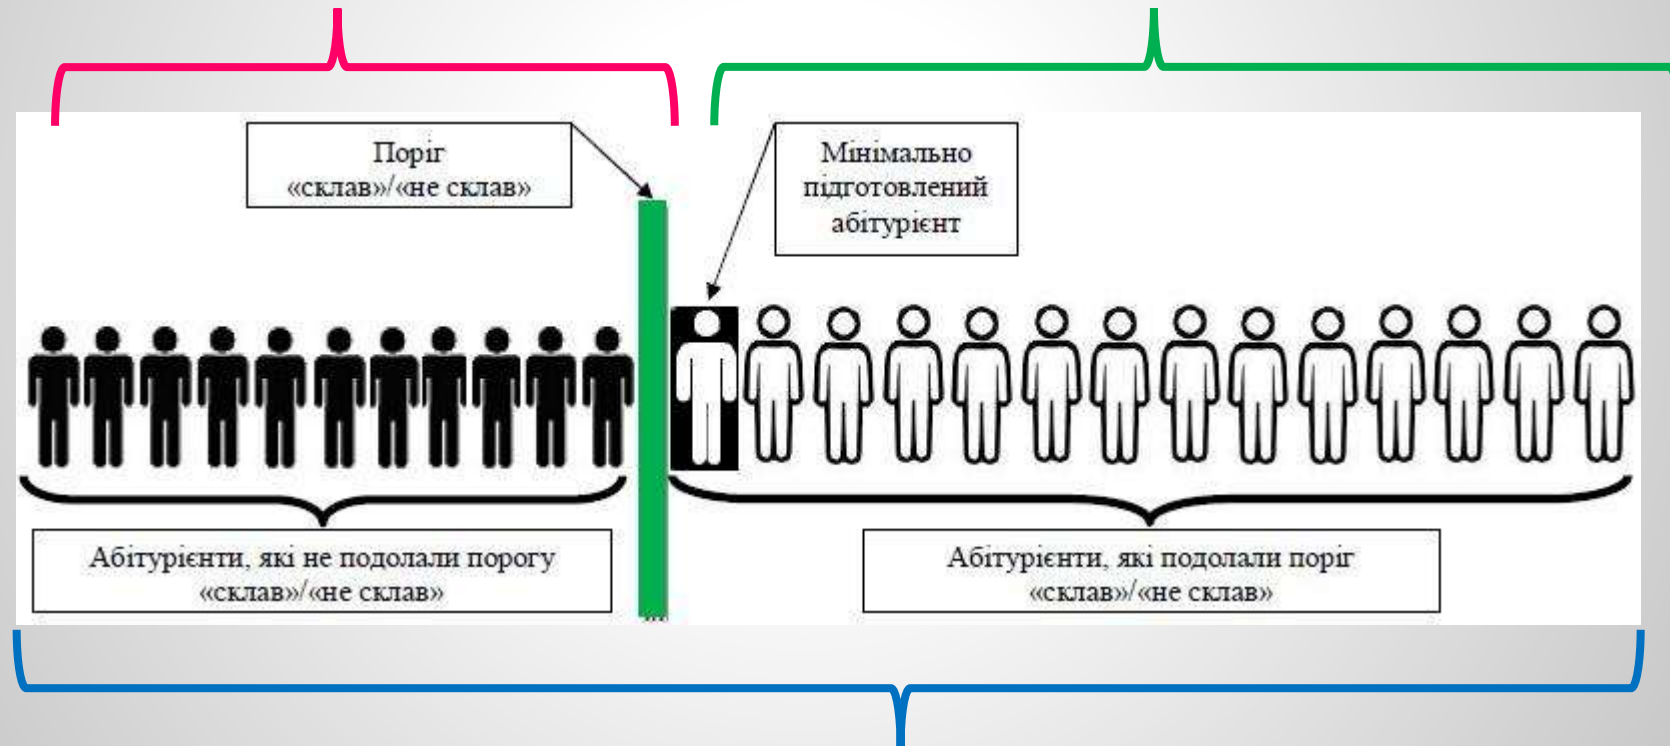 Поріг
«склав»/«не склав»
Мінімально
підготовлений
абітурієнт
Абітурієнти, які не подолали порогу
«склав»/«не склав»
Абітурієнти, які подолали поріг
«склав»/«не склав»